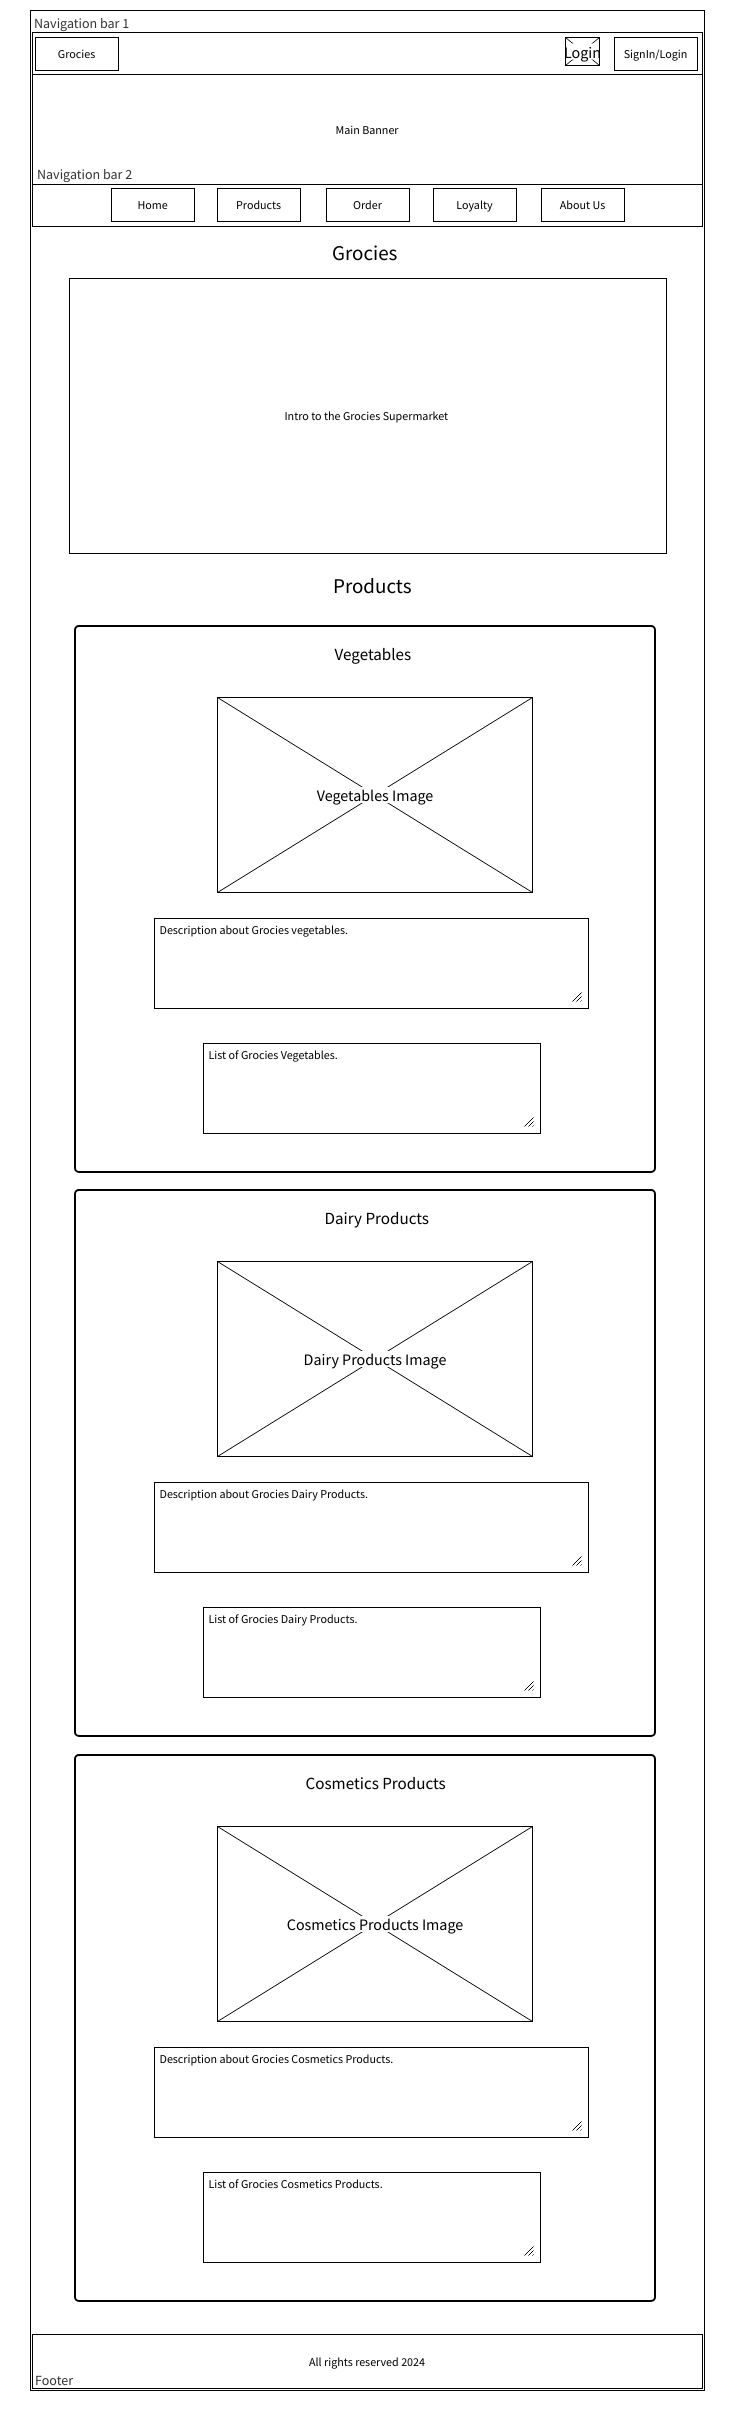 Navigation bar 1
Grocies
Login
SignIn/Login
Main Banner
Navigation bar 2
Home
Products
Order
Loyalty
About Us
Grocies
Intro to the Grocies Supermarket
Products
Vegetables
Vegetables Image
Description about Grocies vegetables.
List of Grocies Vegetables.
Dairy Products
Dairy Products Image
Description about Grocies Dairy Products.
List of Grocies Dairy Products.
Cosmetics Products
Cosmetics Products Image
Description about Grocies Cosmetics Products.
List of Grocies Cosmetics Products.
All rights reserved 2024
Footer